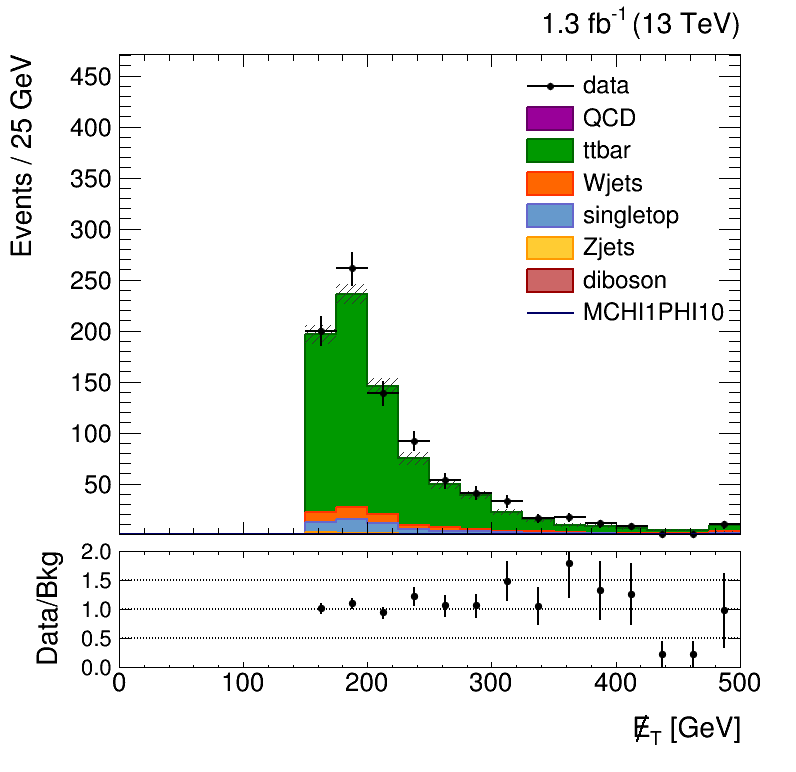 1.3 fb⁻¹ (13 TeV)
Events / 25 GeV
450
400
350
300
250
200
150
100
50
data
QCD
ttbar
Wjets
singletop
Zjets
diboson
MCHI1PHI10
Data/Bkg
2.0
1.5
1.0
0.5
0.0
0 100 200 300 400 500
E̸_T [GeV]